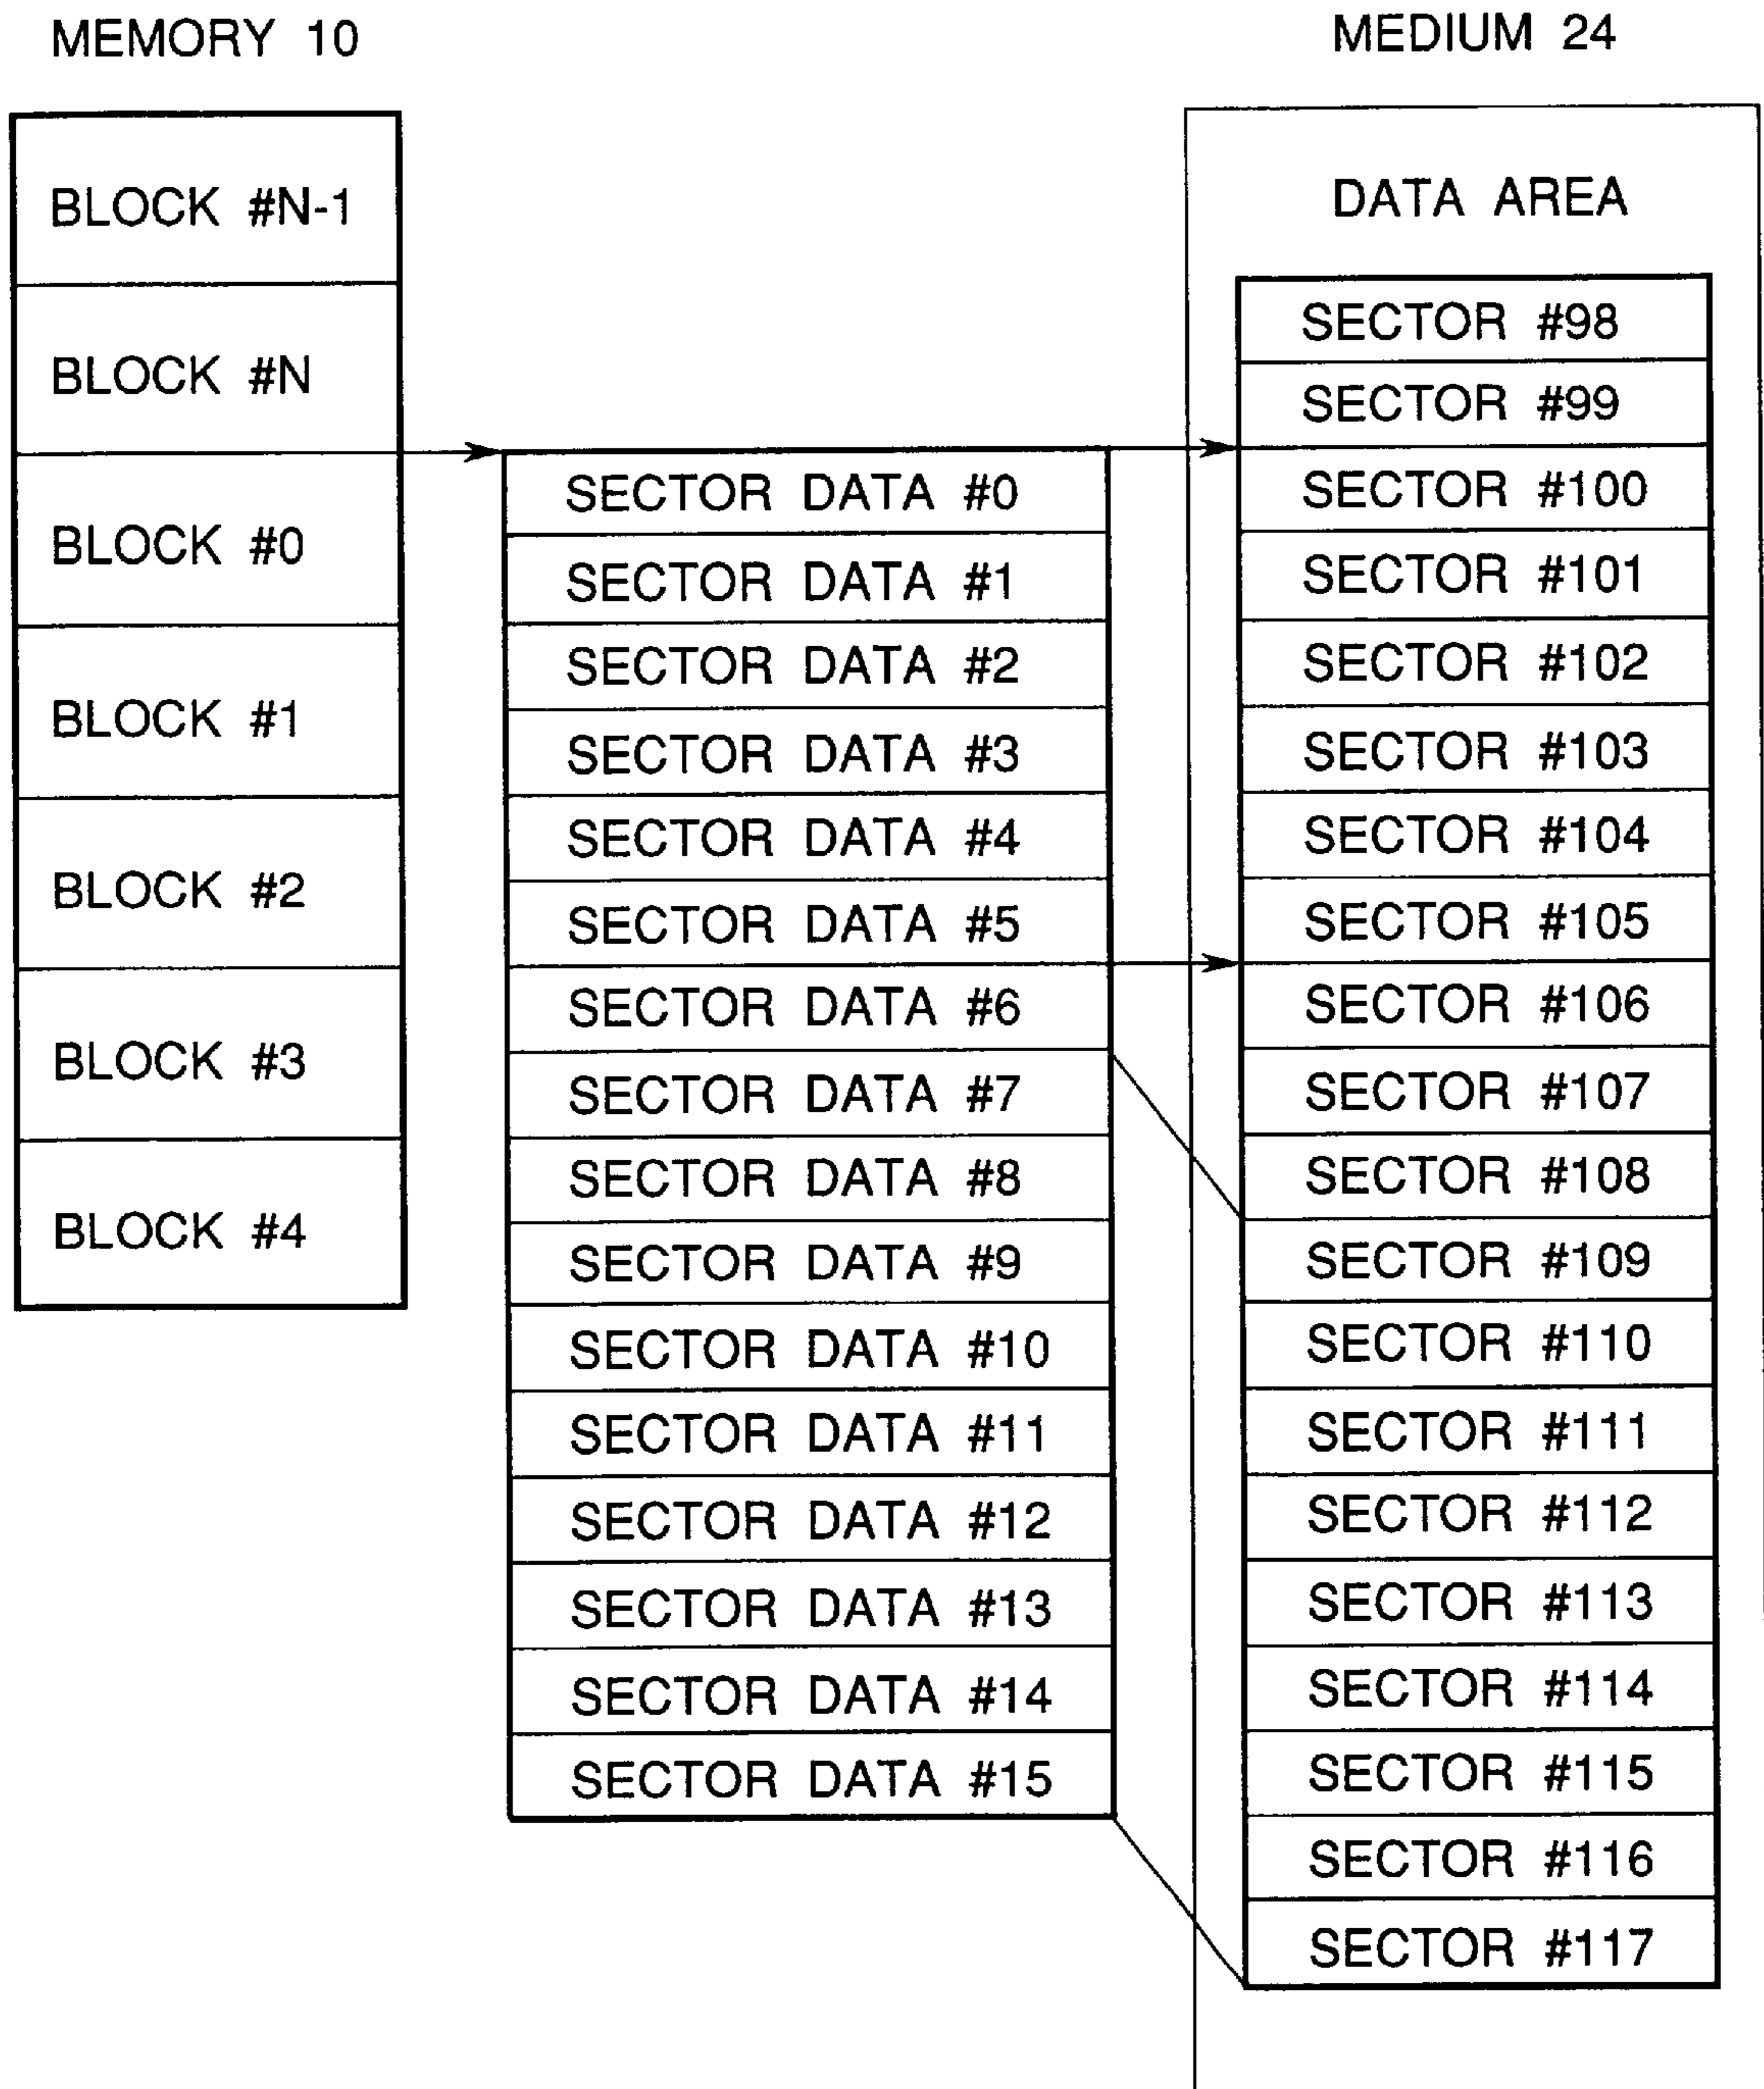 MEMORY 10
BLOCK #N-1
BLOCK #N
BLOCK #0
BLOCK #1
BLOCK #2
BLOCK #3
BLOCK #4
SECTOR DATA #0
SECTOR DATA #1
SECTOR DATA #2
SECTOR DATA #3
SECTOR DATA #4
SECTOR DATA #5
SECTOR DATA #6
SECTOR DATA #7
SECTOR DATA #8
SECTOR DATA #9
SECTOR DATA #10
SECTOR DATA #11
SECTOR DATA #12
SECTOR DATA #13
SECTOR DATA #14
SECTOR DATA #15
MEDIUM 24
DATA AREA
SECTOR #98
SECTOR #99
SECTOR #100
SECTOR #101
SECTOR #102
SECTOR #103
SECTOR #104
SECTOR #105
SECTOR #106
SECTOR #107
SECTOR #108
SECTOR #109
SECTOR #110
SECTOR #111
SECTOR #112
SECTOR #113
SECTOR #114
SECTOR #115
SECTOR #116
SECTOR #117